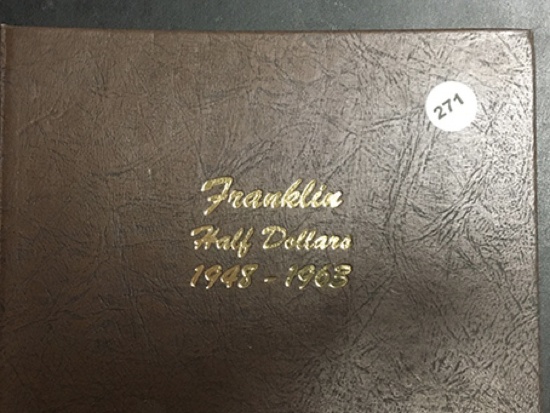 271
Franklin
Half Dollars
1948 - 1963